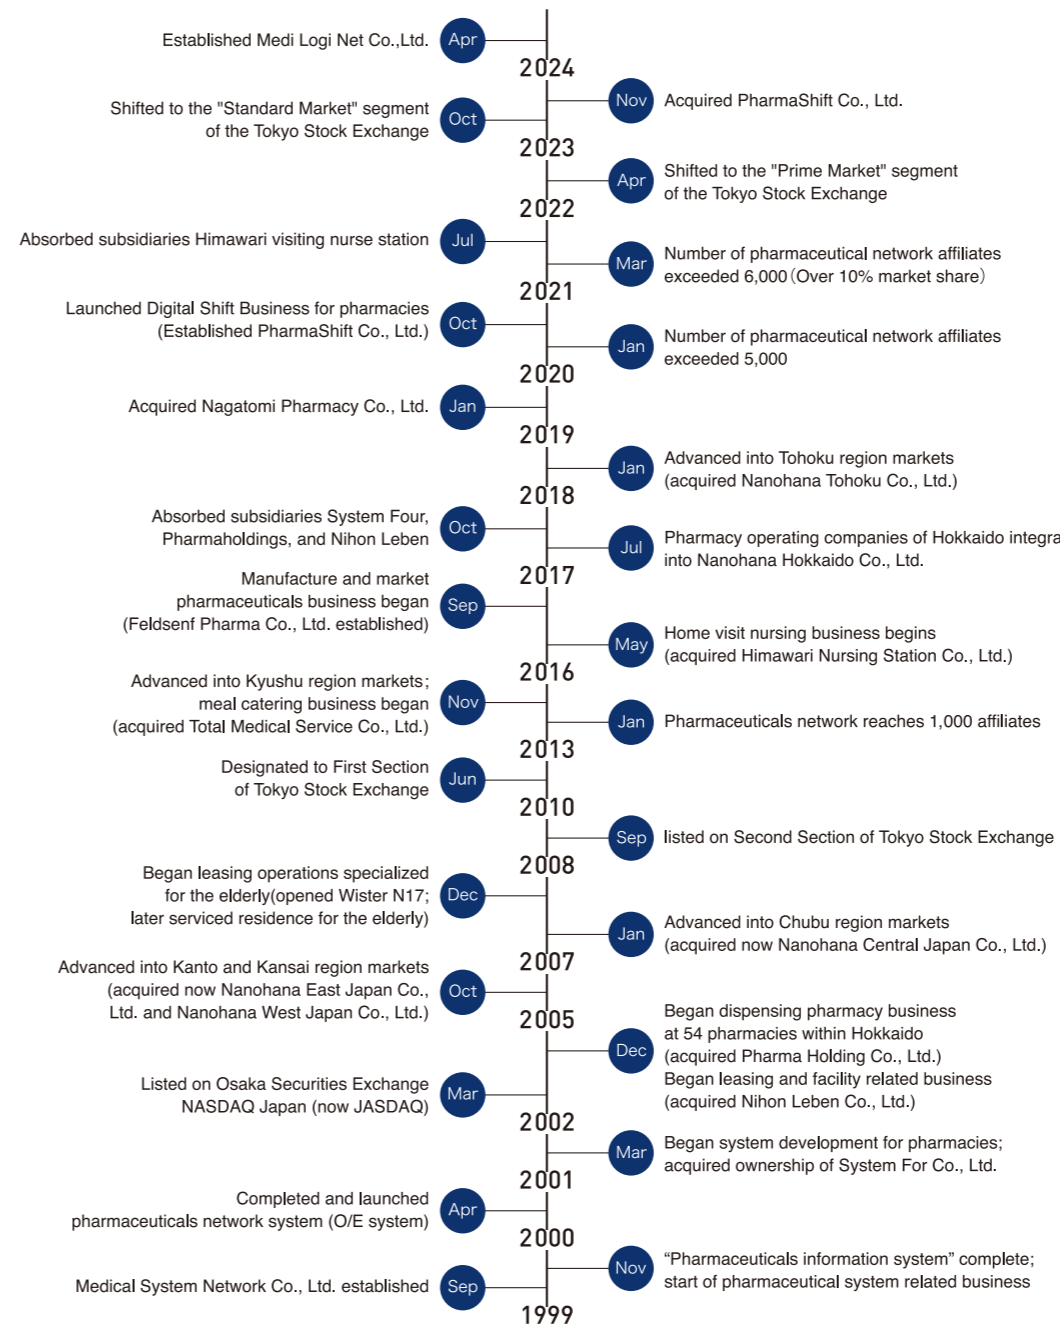 Established Medi Logi Net Co.,Ltd.
Apr
2024
Nov
Acquired PharmaShift Co., Ltd.
Shifted to the "Standard Market" segment
of the Tokyo Stock Exchange
Oct
2023
Apr
Shifted to the "Prime Market" segment
of the Tokyo Stock Exchange
2022
Absorbed subsidiaries Himawari visiting nurse station
Jul
Mar
Number of pharmaceutical network affiliates
exceeded 6,000 (Over 10% market share)
2021
Launched Digital Shift Business for pharmacies
(Established PharmaShift Co., Ltd.)
Oct
Jan
Number of pharmaceutical network affiliates
exceeded 5,000
2020
Acquired Nagatomi Pharmacy Co., Ltd.
Jan
2019
Jan
Advanced into Tohoku region markets
(acquired Nanohana Tohoku Co., Ltd.)
2018
Absorbed subsidiaries System Four,
Pharmaholdings, and Nihon Leben
Oct
Jul
Pharmacy operating companies of Hokkaido integra
into Nanohana Hokkaido Co., Ltd.
2017
Manufacture and market
pharmaceuticals business began
(Feldsenf Pharma Co., Ltd. established)
Sep
May
Home visit nursing business begins
(acquired Himawari Nursing Station Co., Ltd.)
2016
Advanced into Kyushu region markets;
meal catering business began
(acquired Total Medical Service Co., Ltd.)
Nov
Jan
Pharmaceuticals network reaches 1,000 affiliates
2013
Designated to First Section
of Tokyo Stock Exchange
Jun
2010
Sep
listed on Second Section of Tokyo Stock Exchange
2008
Began leasing operations specialized
for the elderly(opened Wister N17;
later serviced residence for the elderly)
Dec
Jan
Advanced into Chubu region markets
(acquired now Nanohana Central Japan Co., Ltd.)
2007
Advanced into Kanto and Kansai region markets
(acquired now Nanohana East Japan Co.,
Ltd. and Nanohana West Japan Co., Ltd.)
Oct
2005
Dec
Began dispensing pharmacy business
at 54 pharmacies within Hokkaido
(acquired Pharma Holding Co., Ltd.)
Began leasing and facility related business
(acquired Nihon Leben Co., Ltd.)
Listed on Osaka Securities Exchange
NASDAQ Japan (now JASDAQ)
Mar
2002
Mar
Began system development for pharmacies;
acquired ownership of System For Co., Ltd.
2001
Completed and launched
pharmaceuticals network system (O/E system)
Apr
2000
Nov
“Pharmaceuticals information system” complete;
start of pharmaceutical system related business
Medical System Network Co., Ltd. established
Sep
1999